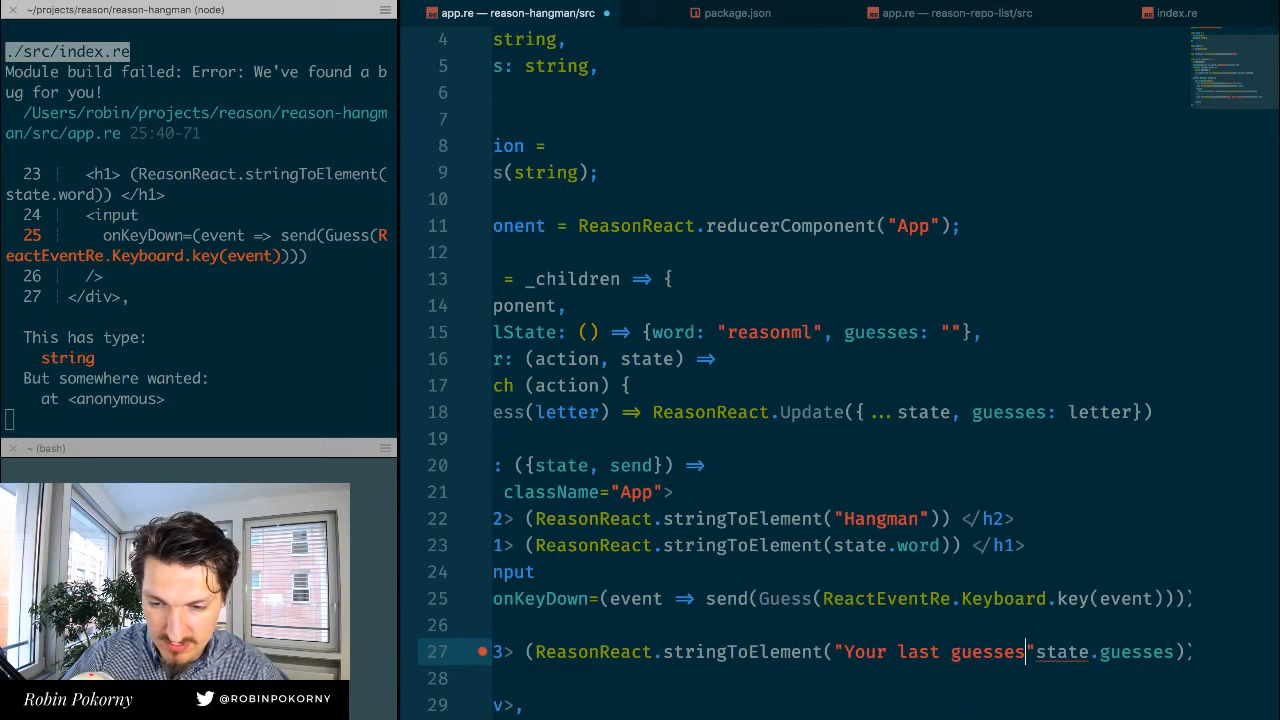 ~/projects/reason/reason-hangman (node)
./src/index.re
Module build failed: Error: We've found a b
ug for you!
/Users/robin/projects/reason/reason-hangm
an/src/app.re 25:40-71
23 ┆ <h1> (ReasonReact.stringToElement(
state.word)) </h1>
24 ┆ <input
25 ┆ onKeyDown=(event => send(Guess(R
eactEventRe.Keyboard.key(event))))
26 ┆ />
27 ┆ </div>,
This has type:
string
But somewhere wanted:
at <anonymous>
~ (bash)
Robin Pokorny
@ROBINPOKORNY
app.re — reason-hangman/src
package.json
app.re — reason-repo-list/src
index.re
4 string,
5 s: string,
6
7
8 ion =
9 s(string);
10
11 onent = ReasonReact.reducerComponent("App");
12
13 = _children => {
14 ponent,
15 lState: () => {word: "reasonml", guesses: ""},
16 r: (action, state) =>
17 ch (action) {
18 ess(letter) => ReasonReact.Update({...state, guesses: letter})
19
20 : ({state, send}) =>
21 className="App">
22 2> (ReasonReact.stringToElement("Hangman")) </h2>
23 1> (ReasonReact.stringToElement(state.word)) </h1>
24 nput
25 onKeyDown=(event => send(Guess(ReactEventRe.Keyboard.key(event))))
26
27 3> (ReasonReact.stringToElement("Your last guesses"state.guesses))
28
29 v>,